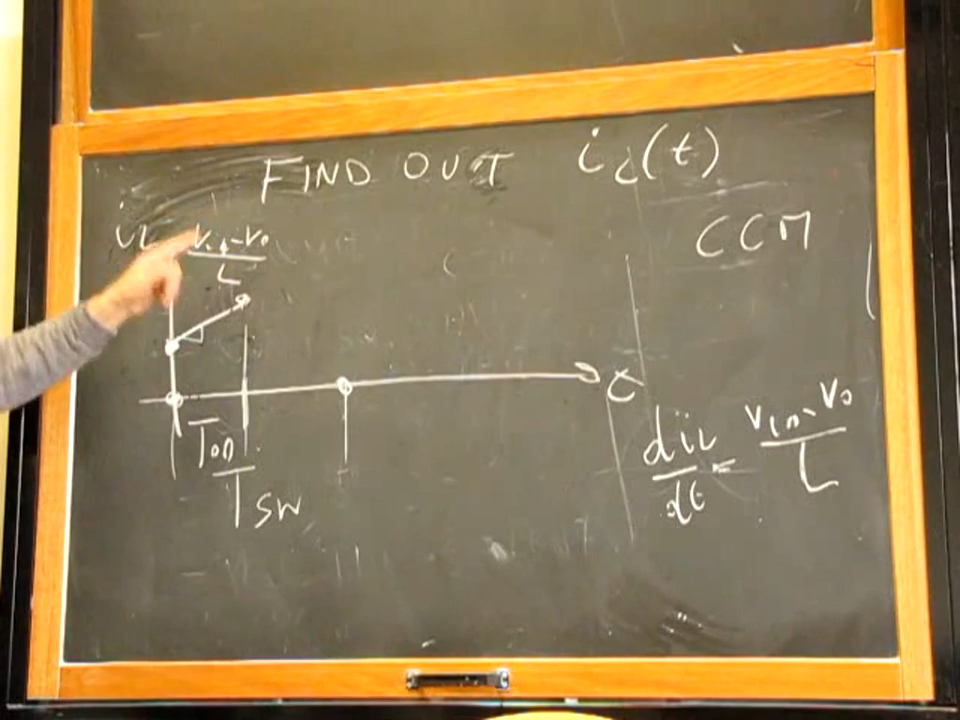 FIND OUT iL(t)
CCM
iL
Vin-Vo
L
t
Ton
Tsw
diL
dt
=
Vin-Vo
L